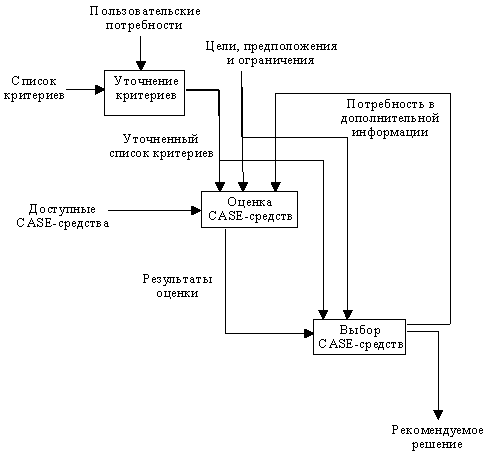 Пользовательские
потребности
Цели, предположения
и ограничения
Список
критериев
Уточнение
критериев
Потребность в
дополнительной
информации
Уточненный
список критериев
Доступные
CASE-средства
Оценка
CASE-средств
Результаты
оценки
Выбор
CASE-средств
Рекомендуемое
решение